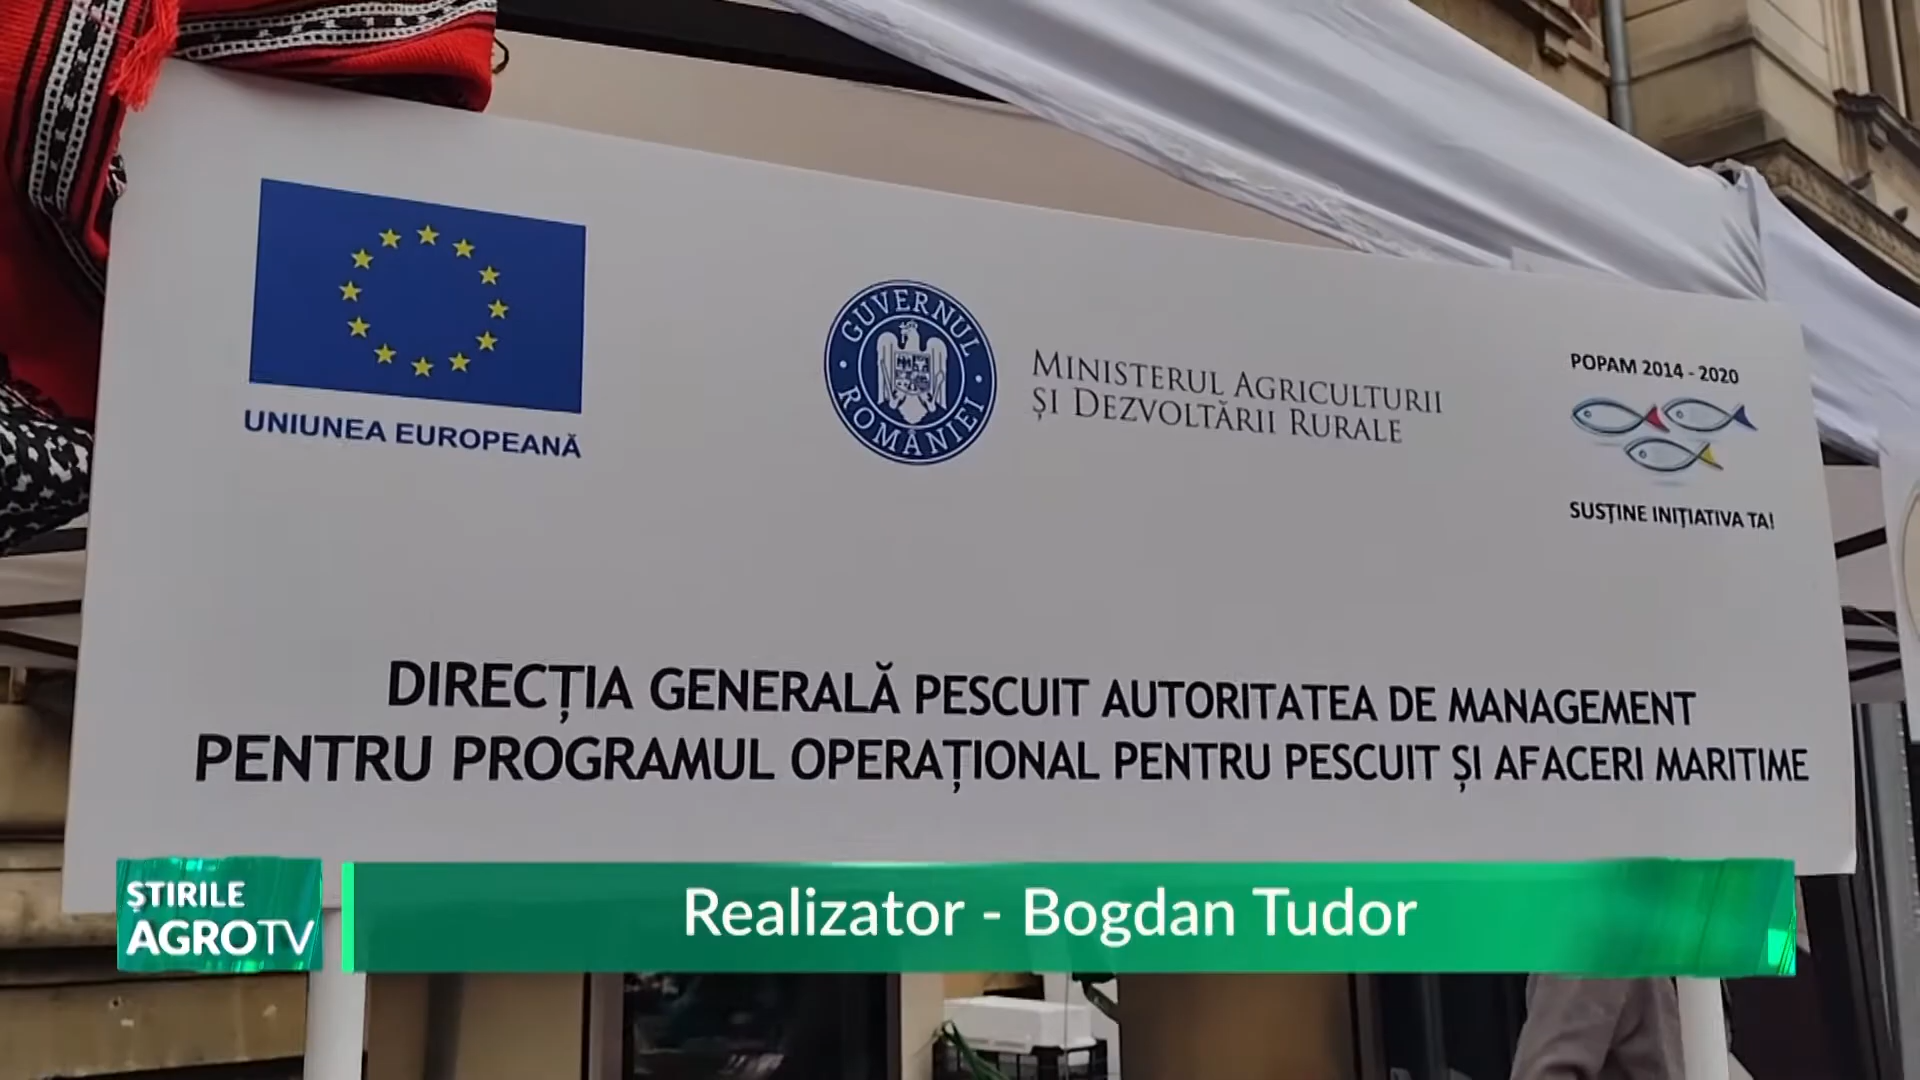 UNIUNEA EUROPEANĂ
GUVERNUL ROMÂNIEI
MINISTERUL AGRICULTURII
ȘI DEZVOLTĂRII RURALE
POPAM 2014 - 2020
SUSȚINE INIȚIATIVA TA!
DIRECȚIA GENERALĂ PESCUIT AUTORITATEA DE MANAGEMENT
PENTRU PROGRAMUL OPERAȚIONAL PENTRU PESCUIT ȘI AFACERI MARITIME
ȘTIRILE
AGROTV
Realizator - Bogdan Tudor